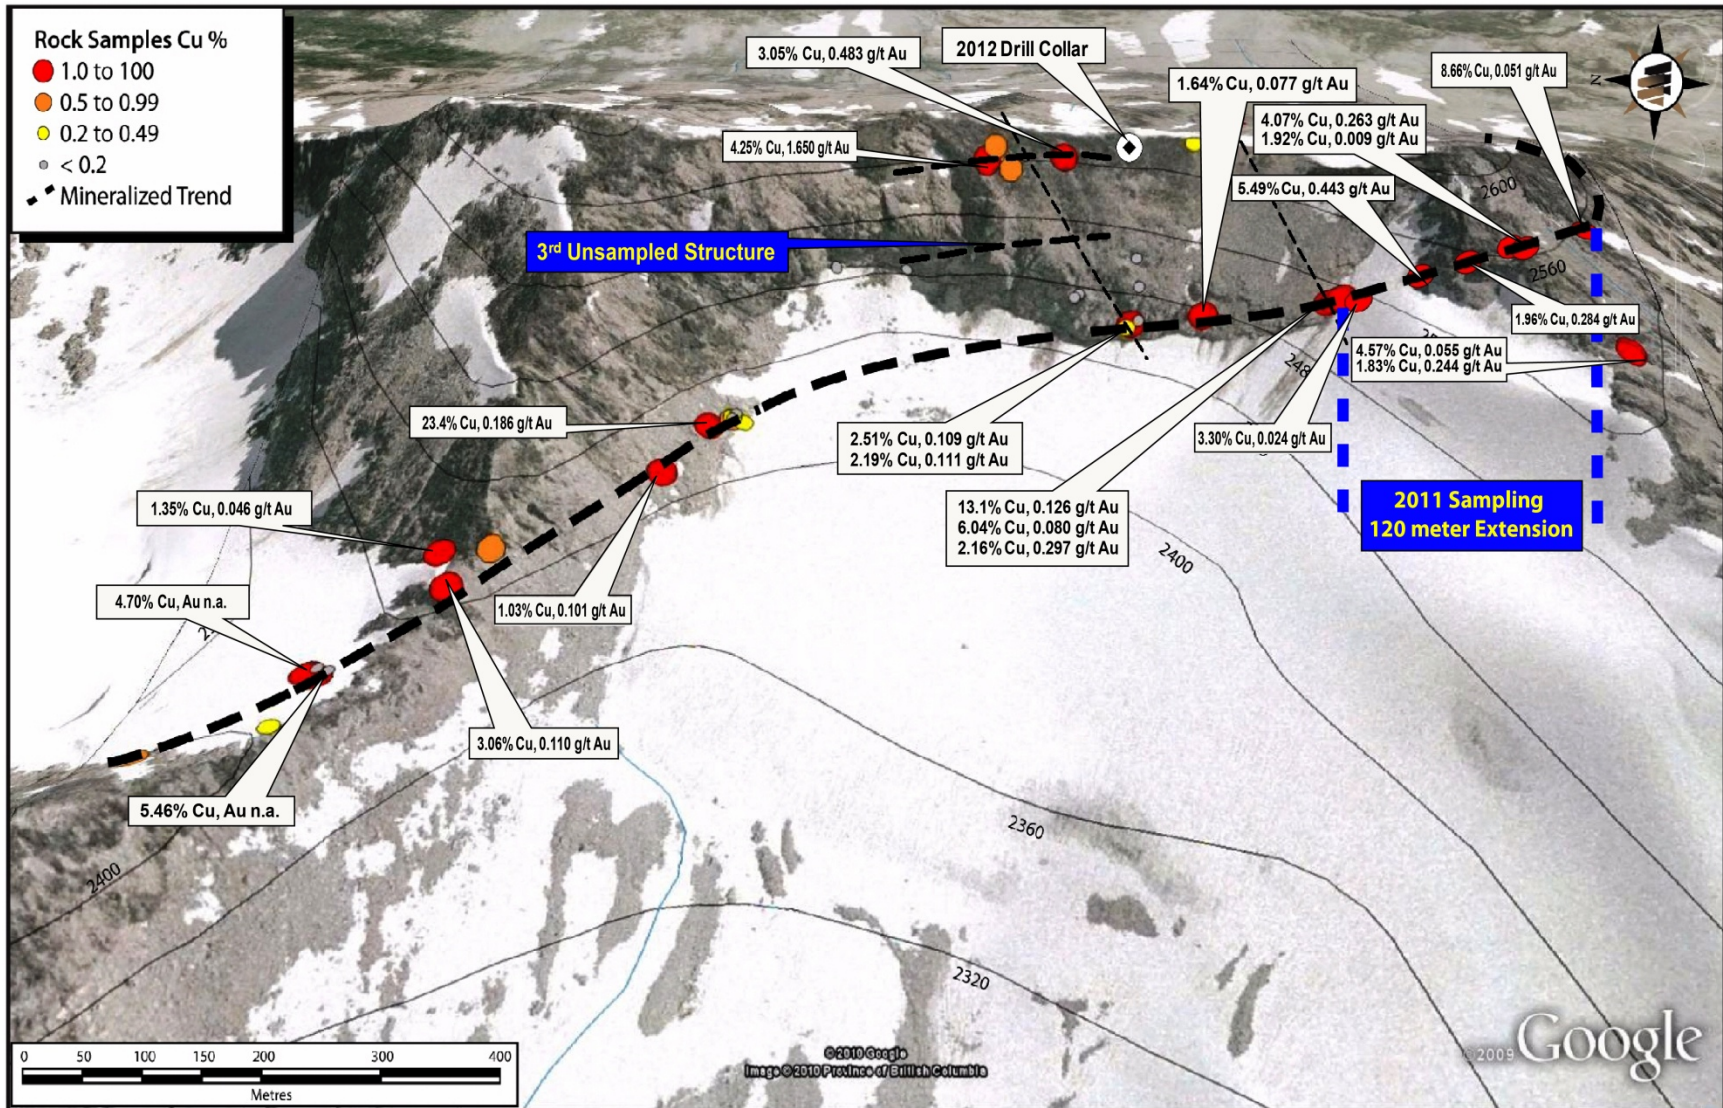 Rock Samples Cu %
1.0 to 100
0.5 to 0.99
0.2 to 0.49
< 0.2
Mineralized Trend
3.05% Cu, 0.483 g/t Au
2012 Drill Collar
8.66% Cu, 0.051 g/t Au
N
1.64% Cu, 0.077 g/t Au
4.07% Cu, 0.263 g/t Au
1.92% Cu, 0.009 g/t Au
4.25% Cu, 1.650 g/t Au
5.49% Cu, 0.443 g/t Au
2600
3rd Unsampled Structure
2560
1.96% Cu, 0.284 g/t Au
4.57% Cu, 0.055 g/t Au
1.83% Cu, 0.244 g/t Au
23.4% Cu, 0.186 g/t Au
2.51% Cu, 0.109 g/t Au
2.19% Cu, 0.111 g/t Au
3.30% Cu, 0.024 g/t Au
13.1% Cu, 0.126 g/t Au
6.04% Cu, 0.080 g/t Au
2.16% Cu, 0.297 g/t Au
2011 Sampling
120 meter Extension
1.35% Cu, 0.046 g/t Au
2400
4.70% Cu, Au n.a.
1.03% Cu, 0.101 g/t Au
3.06% Cu, 0.110 g/t Au
5.46% Cu, Au n.a.
2360
2400
2320
0 50 100 150 200 300 400
Metres
© 2010 Google
Image © 2010 Province of British Columbia
©2009 Google